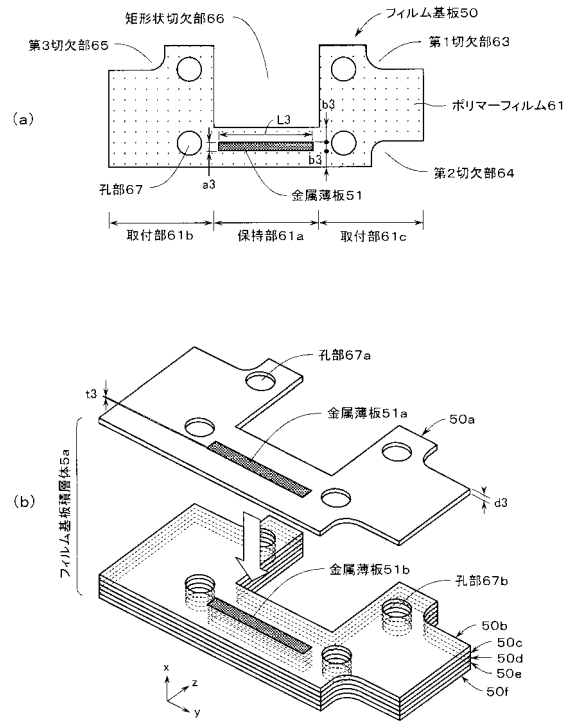 矩形状切欠部66
フィルム基板50
第3切欠部65
第1切欠部63
(a)
b3
L3
ポリマーフィルム61
孔部67
a3
b3
金属薄板51
第2切欠部64
取付部61b
保持部61a
取付部61c
孔部67a
t3
金属薄板51a
50a
フィルム基板積層体5a
(b)
d3
金属薄板51b
孔部67b
50b
50c
50d
50e
50f
x
z
y